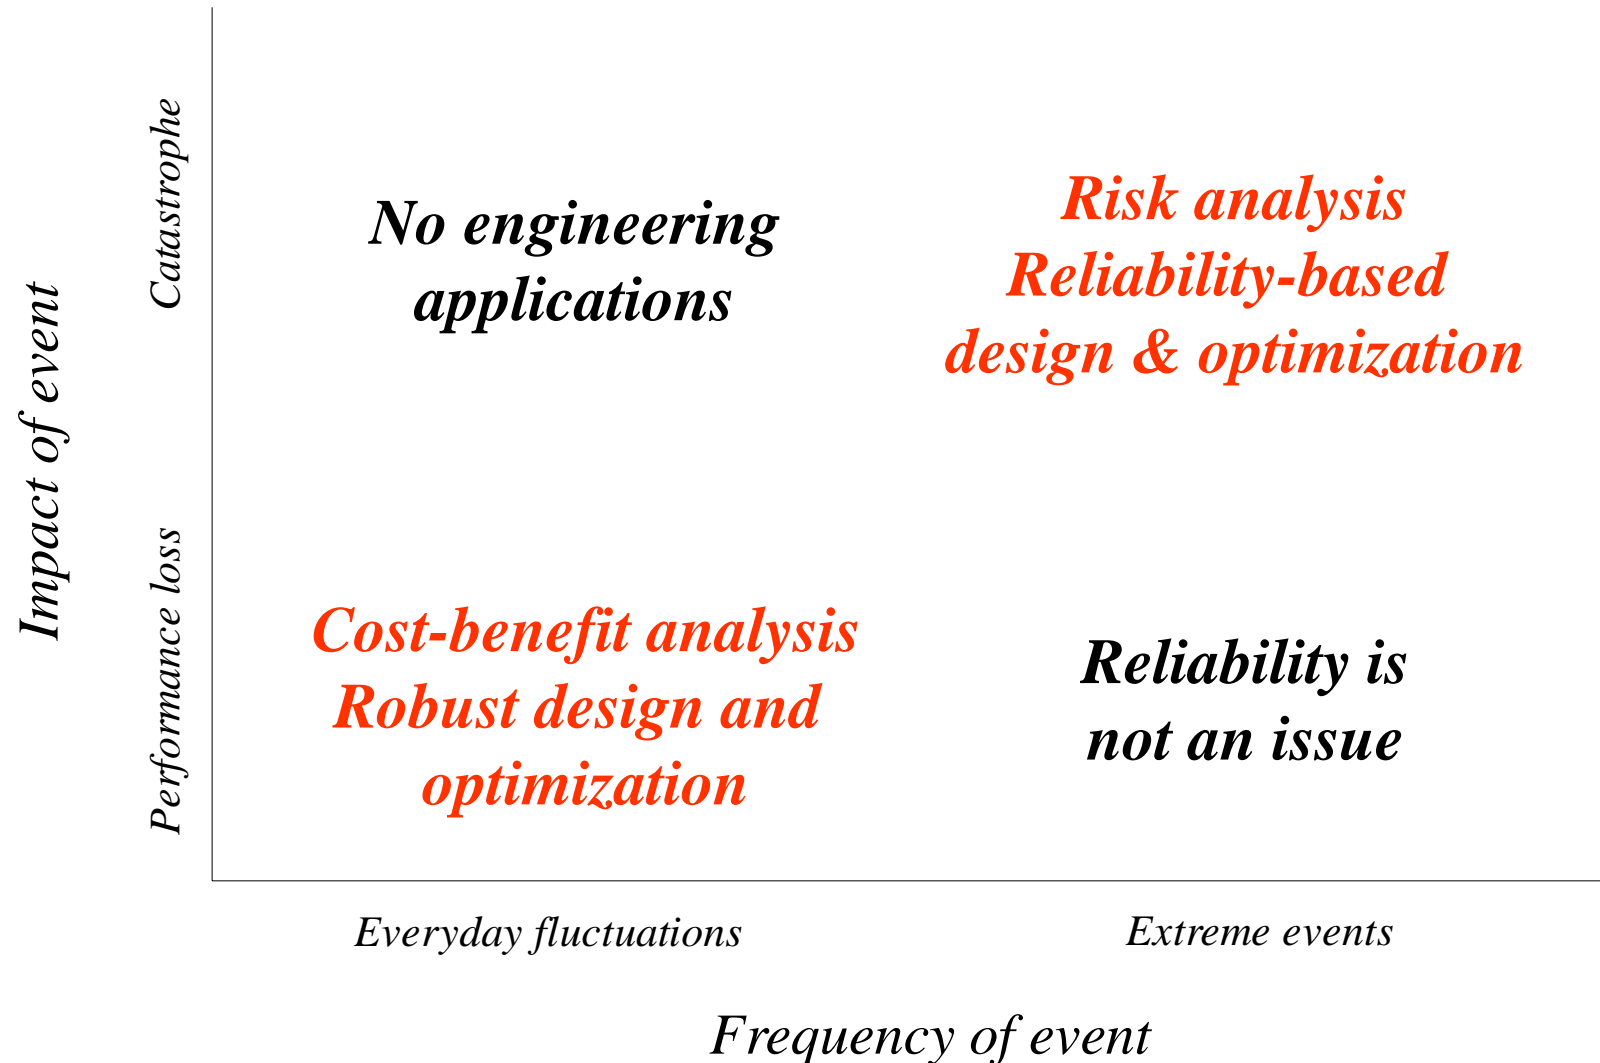 Impact of event
Catastrophe
Performance loss
No engineering
applications
Risk analysis
Reliability-based
design & optimization
Cost-benefit analysis
Robust design and
optimization
Reliability is
not an issue
Everyday fluctuations
Extreme events
Frequency of event